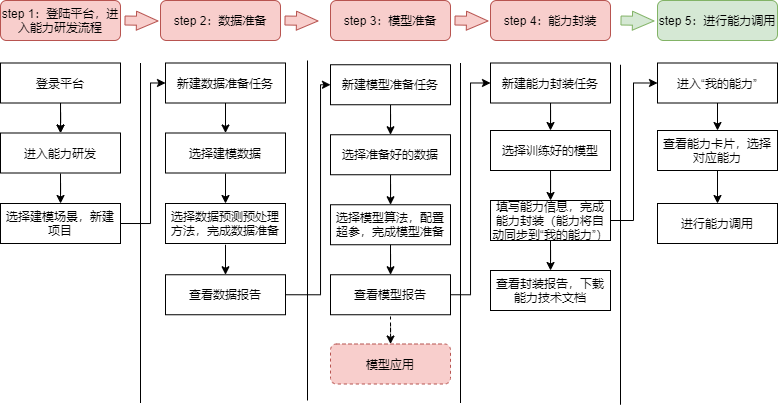 step 1：登陆平台，进
入能力研发流程
step 2：数据准备
step 3：模型准备
step 4：能力封装
step 5：进行能力调用
登录平台
进入能力研发
选择建模场景，新建
项目
新建数据准备任务
选择建模数据
选择数据预测预处理
方法，完成数据准备
查看数据报告
新建模型准备任务
选择准备好的数据
选择模型算法，配置
超参，完成模型准备
查看模型报告
模型应用
新建能力封装任务
选择训练好的模型
填写能力信息，完成
能力封装（能力将自
动同步到“我的能力”）
查看封装报告，下载
能力技术文档
进入“我的能力”
查看能力卡片，选择
对应能力
进行能力调用